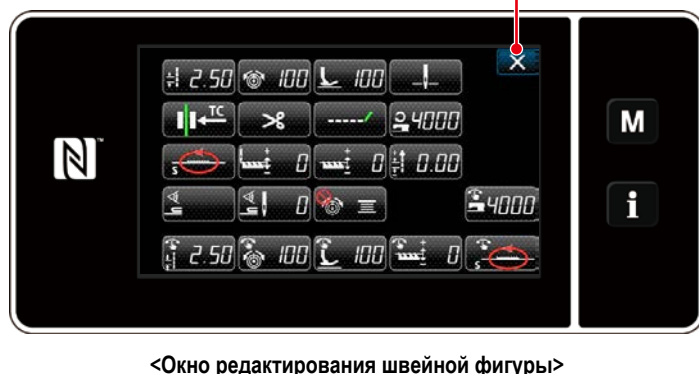 2.50 100 100
TC 4000
S 0 0 0.00
0 4000
2.50 100 100 0 S
N
M
i
X
<Окно редактирования швейной фигуры>